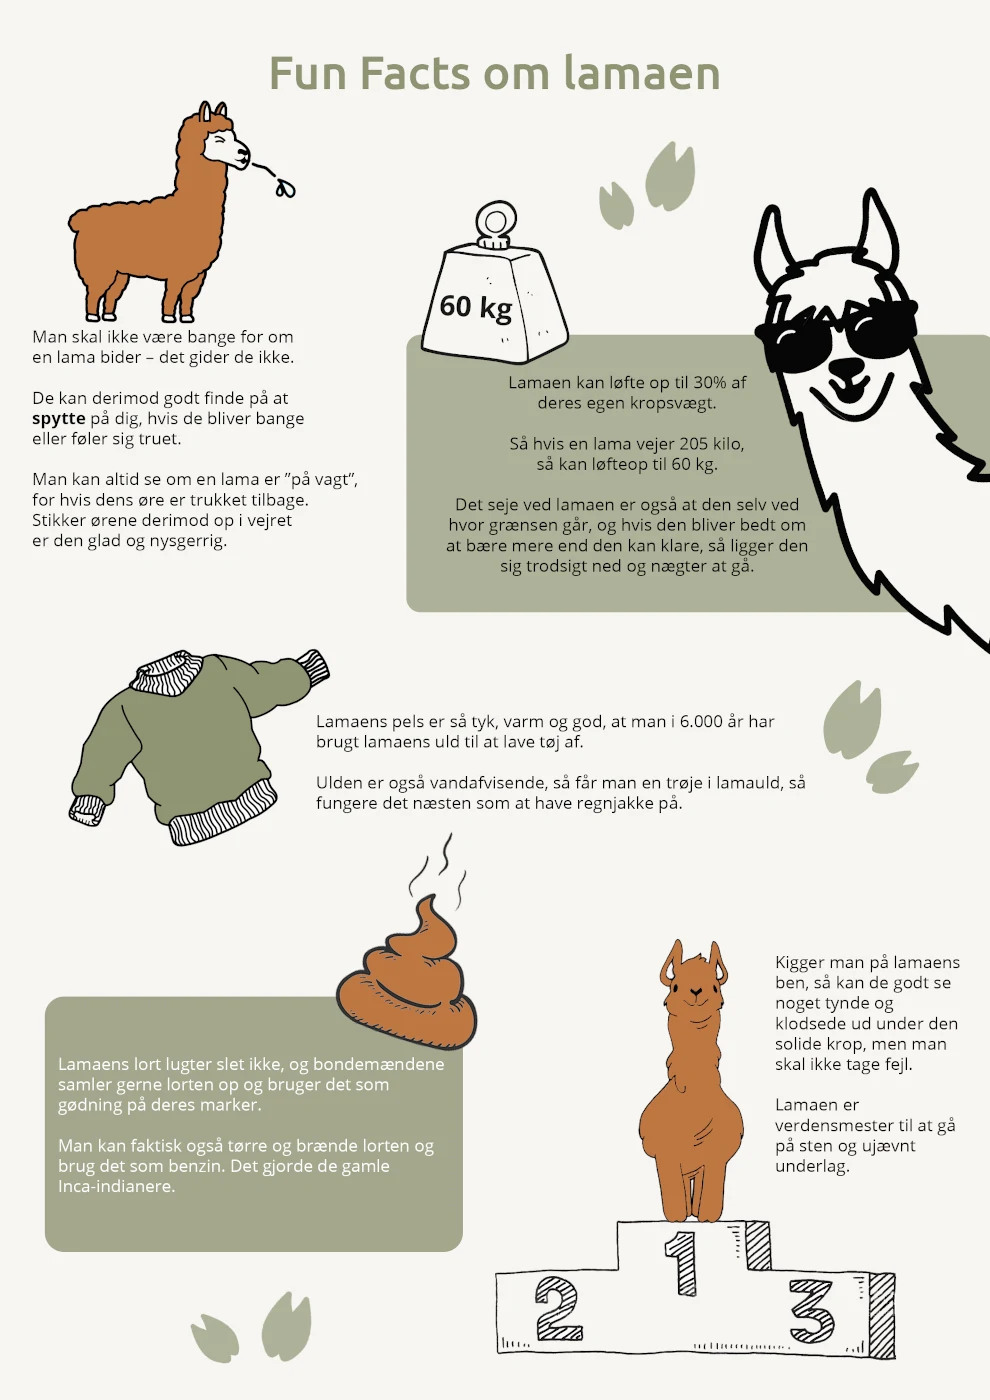 Fun Facts om lamaen
Man skal ikke være bange for om
en lama bider – det gider de ikke.
De kan derimod godt finde på at
spytte på dig, hvis de bliver bange
eller føler sig truet.
Man kan altid se om en lama er ”på vagt”,
for hvis dens øre er trukket tilbage.
Stikker ørene derimod op i vejret
er den glad og nysgerrig.
60 kg
Lamaen kan løfte op til 30% af
deres egen kropsvægt.
Så hvis en lama vejer 205 kilo,
så kan løfteop til 60 kg.
Det seje ved lamaen er også at den selv ved
hvor grænsen går, og hvis den bliver bedt om
at bære mere end den kan klare, så ligger den
sig trodsigt ned og nægter at gå.
Lamaens pels er så tyk, varm og god, at man i 6.000 år har
brugt lamaens uld til at lave tøj af.
Ulden er også vandafvisende, så får man en trøje i lamauld, så
fungere det næsten som at have regnjakke på.
Lamaens lort lugter slet ikke, og bondemændene
samler gerne lorten op og bruger det som
gødning på deres marker.
Man kan faktisk også tørre og brænde lorten og
brug det som benzin. Det gjorde de gamle
Inca-indianere.
Kigger man på lamaens
ben, så kan de godt se
noget tynde og
klodsede ud under den
solide krop, men man
skal ikke tage fejl.
Lamaen er
verdensmester til at gå
på sten og ujævnt
underlag.
1
2
3